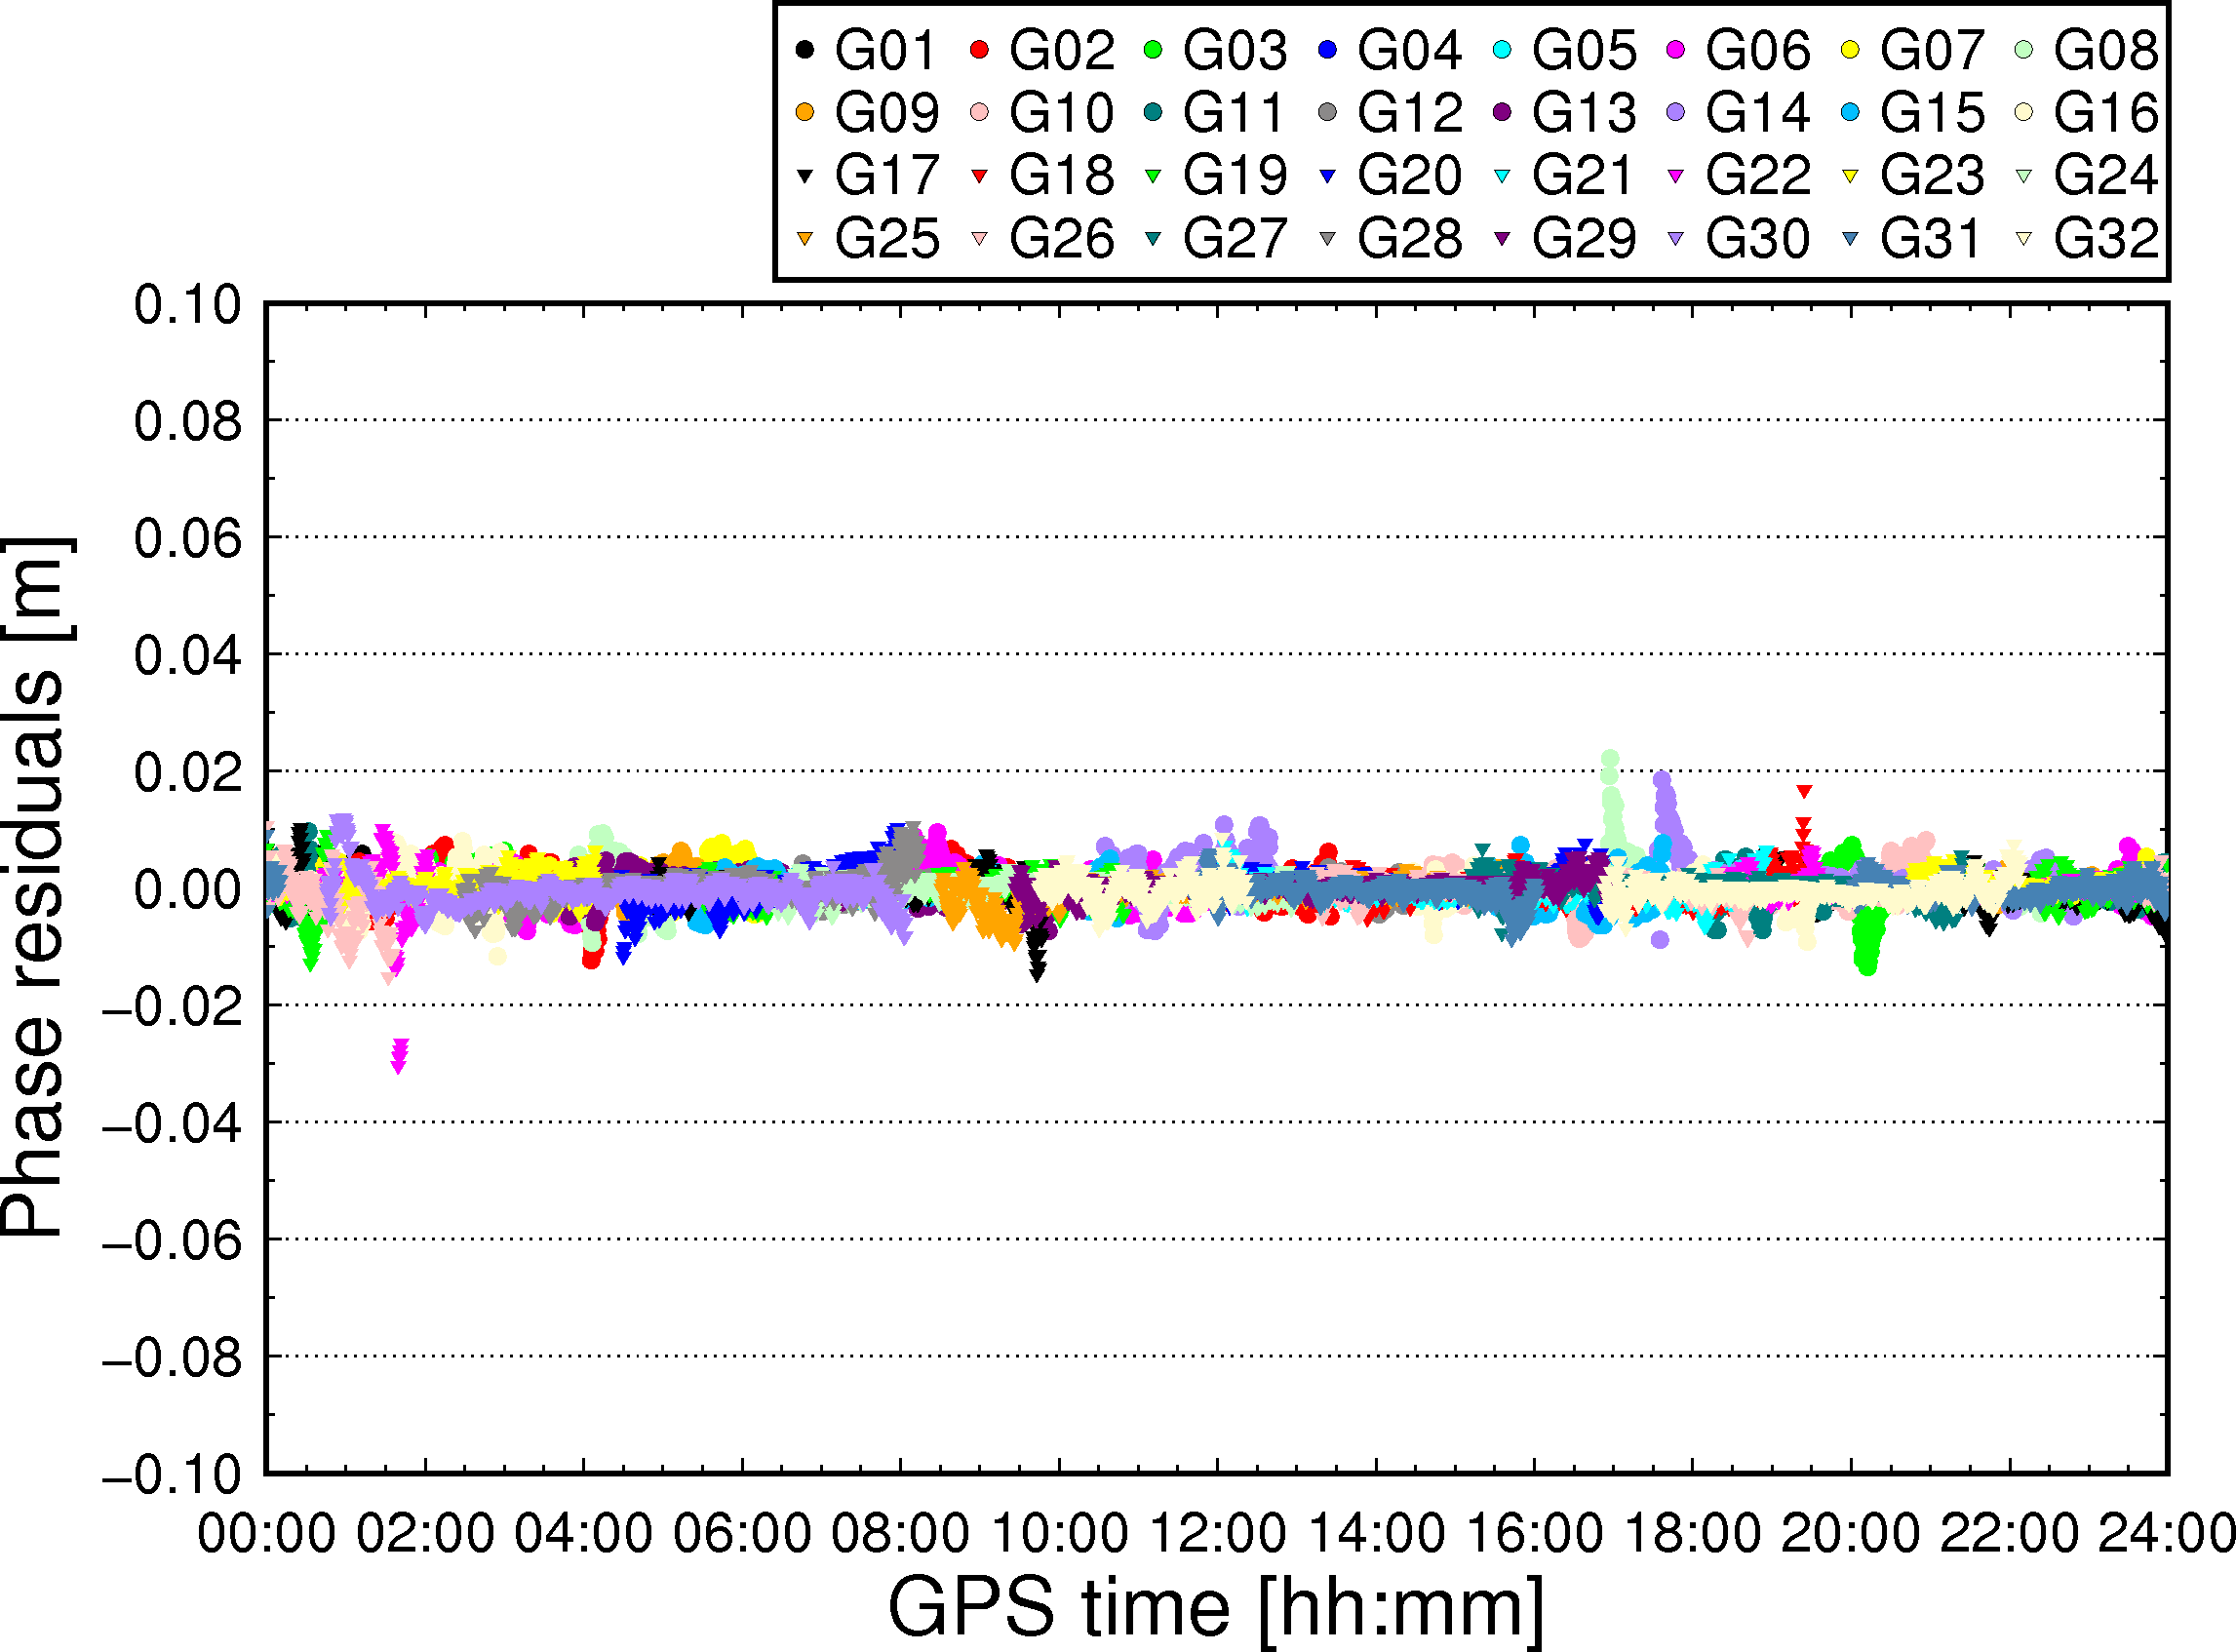 G01 G02 G03 G04 G05 G06 G07 G08
G09 G10 G11 G12 G13 G14 G15 G16
G17 G18 G19 G20 G21 G22 G23 G24
G25 G26 G27 G28 G29 G30 G31 G32
0.10
0.08
0.06
0.04
0.02
0.00
−0.02
−0.04
−0.06
−0.08
−0.10
Phase residuals [m]
00:00 02:00 04:00 06:00 08:00 10:00 12:00 14:00 16:00 18:00 20:00 22:00 24:00
GPS time [hh:mm]